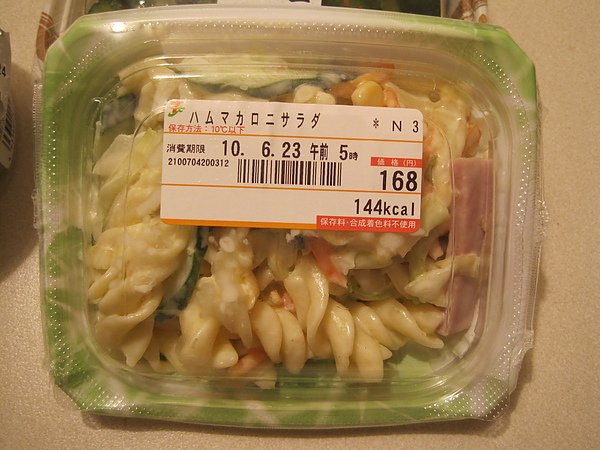 ハムマカロニサラダ
保存方法:10℃以下
* N 3
消費期限 10. 6.23 午前 5時
2100704200312
価格(円)
168
144kcal
保存料・合成着色料不使用